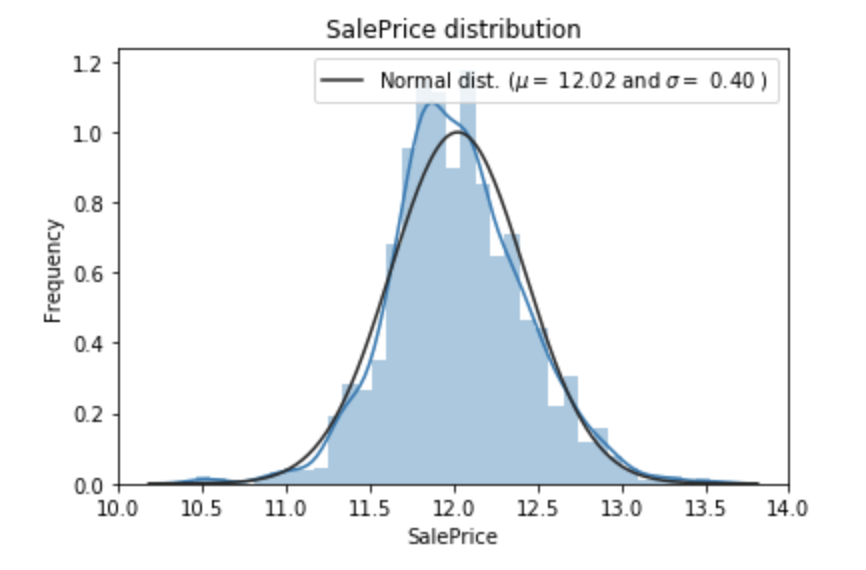 SalePrice distribution
Normal dist. (μ = 12.02 and σ = 0.40 )
1.2
1.0
0.8
0.6
0.4
0.2
0.0
Frequency
10.0 10.5 11.0 11.5 12.0 12.5 13.0 13.5 14.0
SalePrice